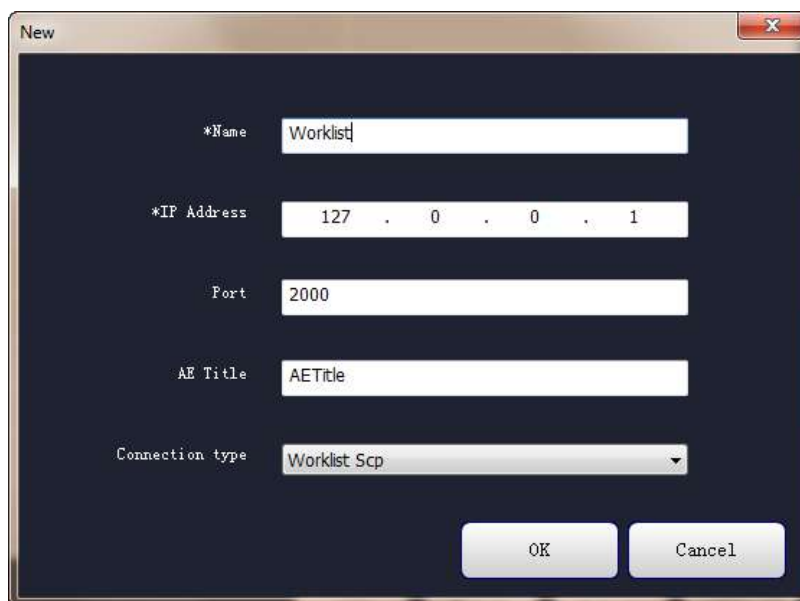 New
*Name Worklist
*IP Address 127 . 0 . 0 . 1
Port 2000
AE Title AETitle
Connection type Worklist Scp
OK Cancel